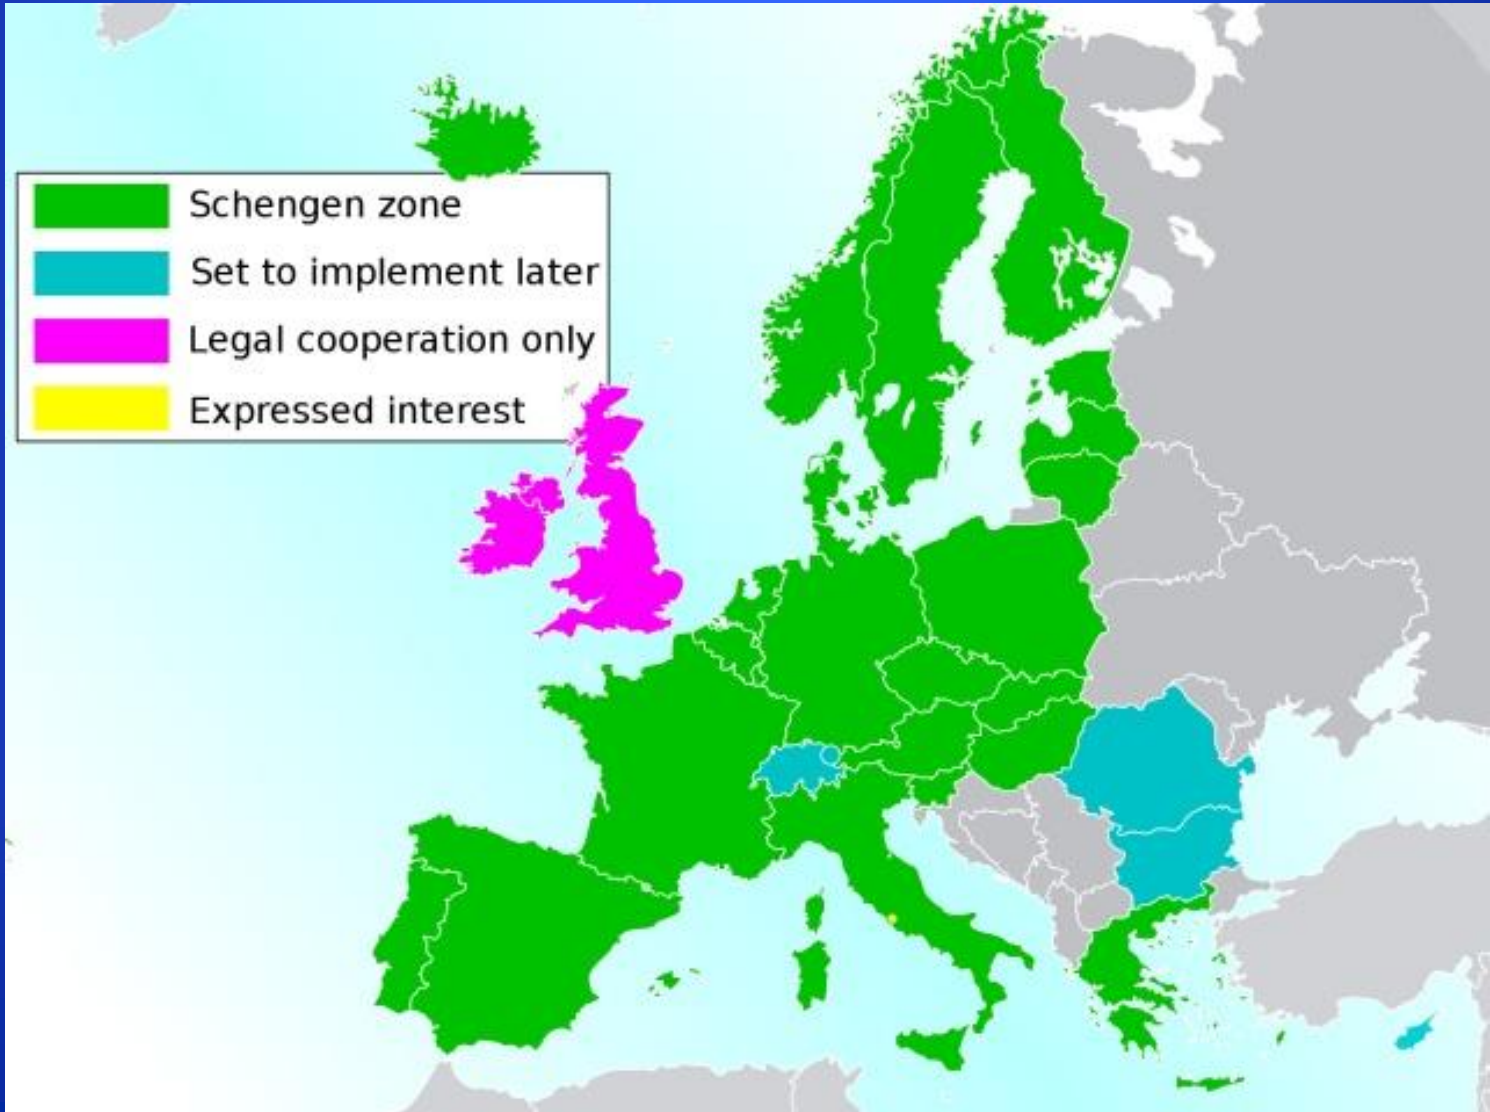 Schengen zone
Set to implement later
Legal cooperation only
Expressed interest